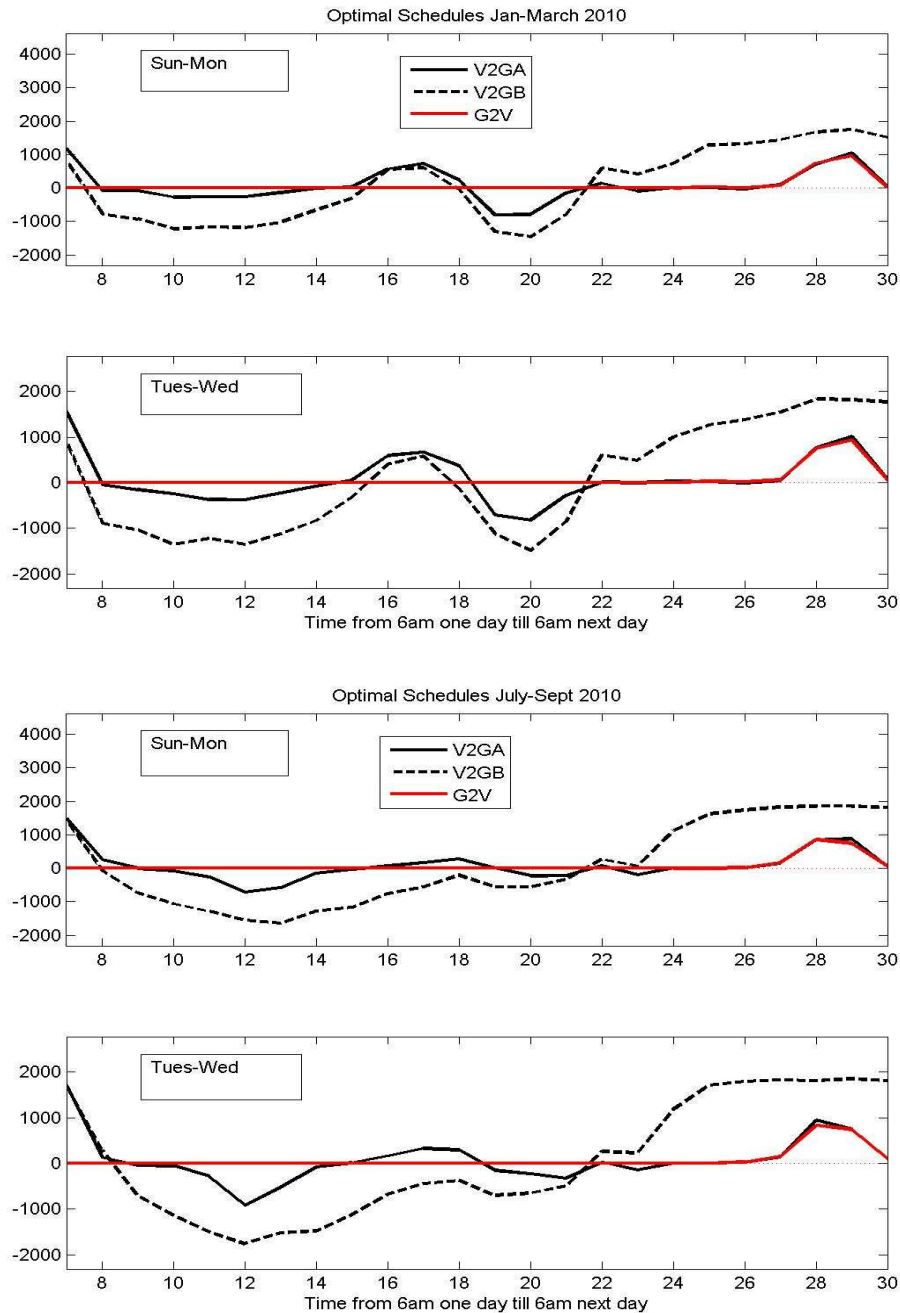 Optimal Schedules Jan-March 2010
4000
3000
2000
1000
0
-1000
-2000
Sun-Mon
V2GA
V2GB
G2V
8 10 12 14 16 18 20 22 24 26 28 30
2000
1000
0
-1000
-2000
Tues-Wed
8 10 12 14 16 18 20 22 24 26 28 30
Time from 6am one day till 6am next day
Optimal Schedules July-Sept 2010
4000
3000
2000
1000
0
-1000
-2000
Sun-Mon
V2GA
V2GB
G2V
8 10 12 14 16 18 20 22 24 26 28 30
2000
1000
0
-1000
-2000
Tues-Wed
8 10 12 14 16 18 20 22 24 26 28 30
Time from 6am one day till 6am next day